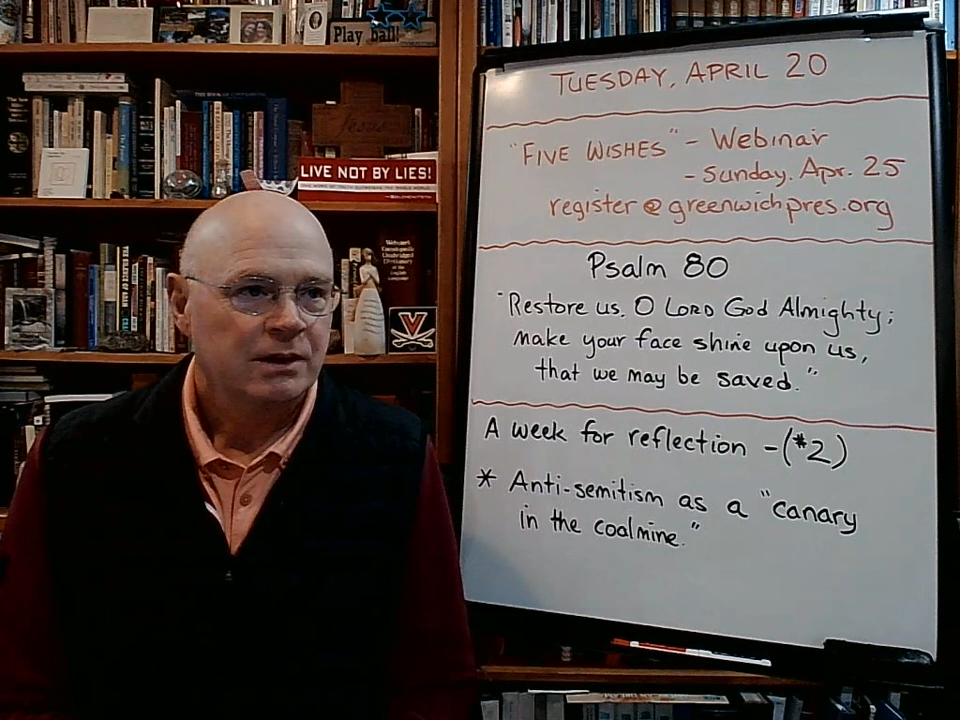 Play ball!
Jesus
LIVE NOT BY LIES!
TUESDAY, APRIL 20
"FIVE WISHES" - Webinar
- Sunday. Apr. 25
register@greenwichpres.org
Psalm 80
"Restore us, O LORD God Almighty;
make your face shine upon us,
that we may be saved."
A week for reflection - (#2)
* Anti-semitism as a "canary
in the coalmine."